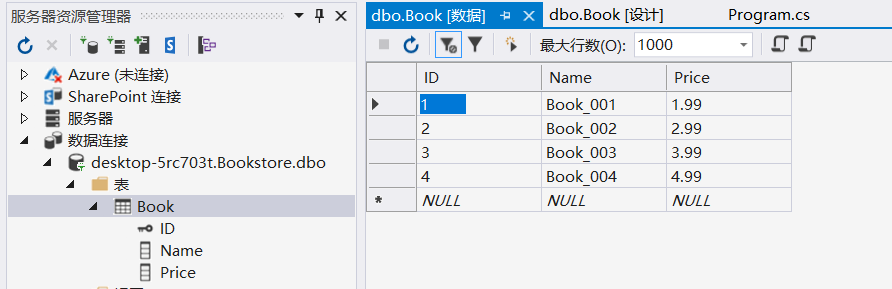 服务器资源管理器
Azure (未连接)
SharePoint 连接
服务器
数据连接
desktop-5rc703t.Bookstore.dbo
表
Book
ID
Name
Price
dbo.Book [数据]
dbo.Book [设计]
Program.cs
最大行数(O): 1000
ID Name Price
1 Book_001 1.99
2 Book_002 2.99
3 Book_003 3.99
4 Book_004 4.99
NULL NULL NULL